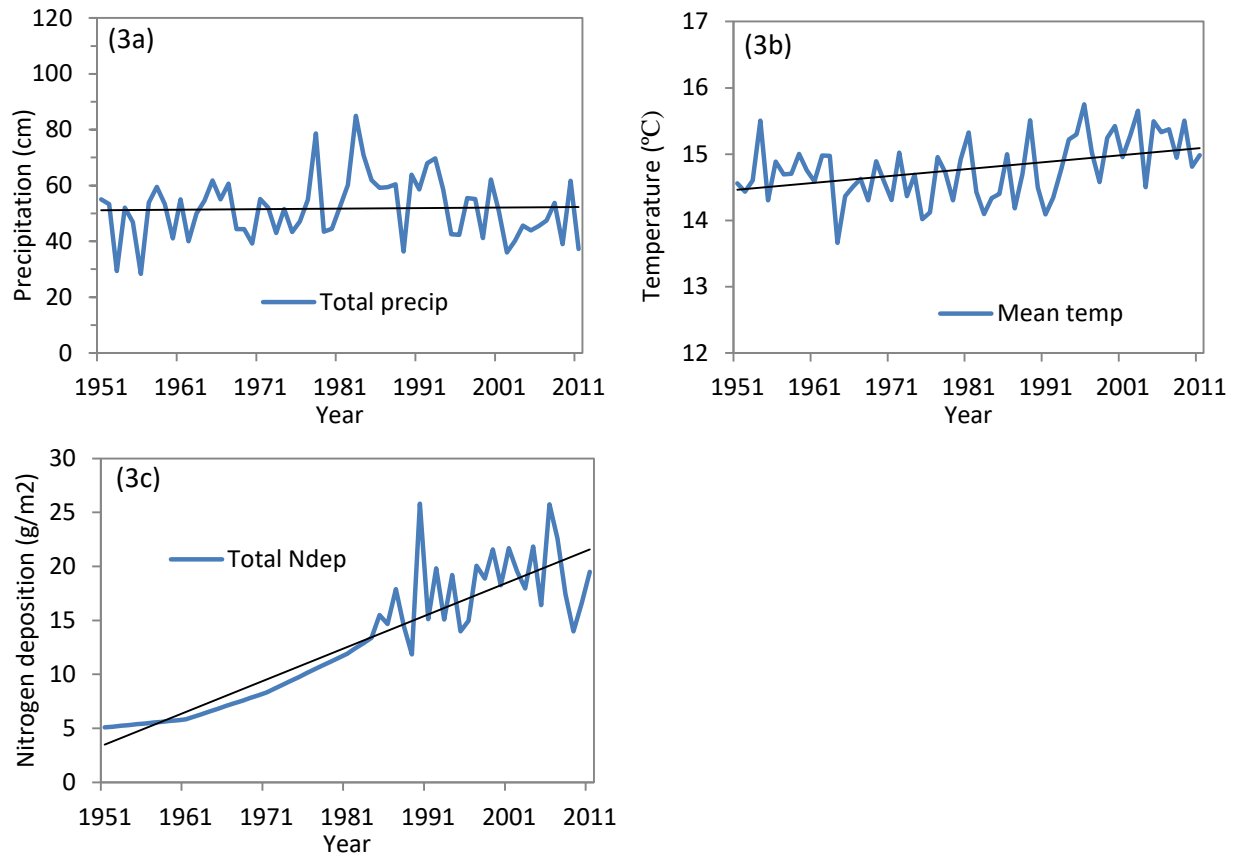 (3a)
Precipitation (cm)
120
100
80
60
40
20
0
Total precip
1951 1961 1971 1981 1991 2001 2011
Year
(3b)
Temperature (ºC)
17
16
15
14
13
12
Mean temp
1951 1961 1971 1981 1991 2001 2011
Year
(3c)
Nitrogen deposition (g/m2)
30
25
20
15
10
5
0
Total Ndep
1951 1961 1971 1981 1991 2001 2011
Year